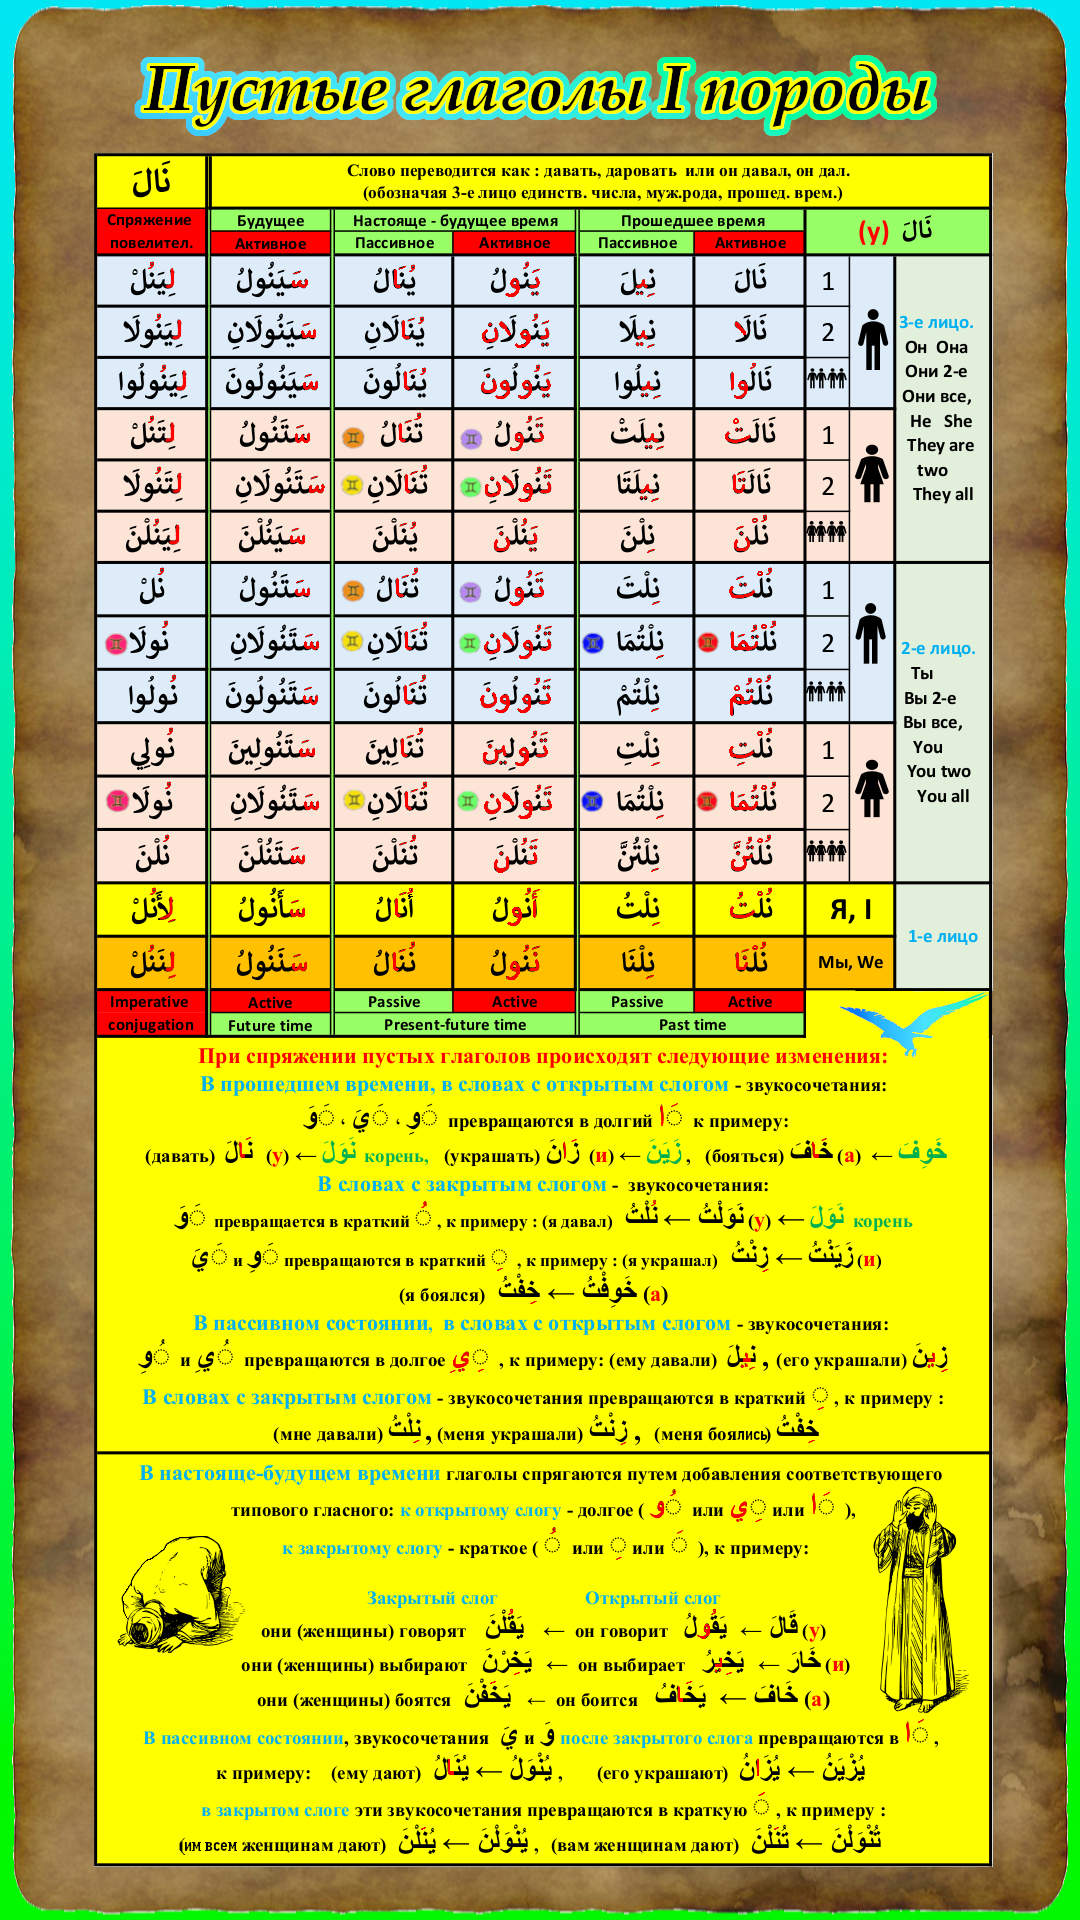 Пустые глаголы I породы
نَالَ
Слово переводится как : давать, даровать или он давал, он дал.
(обозначая 3-е лицо единств. числа, муж.рода, прошед. врем.)
Спряжение повелител. Будущее Настояще - будущее время Прошедшее время (у) نَالَ
Активное Пассивное Активное Пассивное Активное
لِيَنُلْ سَيَنُولُ يُنَالُ يَنُولُ نِيلَ نَالَ 1
لِيَنُولَا سَيَنُولَانِ يُنَالَانِ يَنُولَانِ نِيلَا نَالَا 2
لِيَنُولُوا سَيَنُولُونَ يُنَالُونَ يَنُولُونَ نِيلُوا نَالُوا
3-е лицо.
Он Она
Они 2-е
Они все,
He She
They are
two
They all
لِتَنُلْ سَتَنُولُ تُنَالُ تَنُولُ نِيلَتْ نَالَتْ 1
لِتَنُولَا سَتَنُولَانِ تُنَالَانِ تَنُولَانِ نِيلَتَا نَالَتَا 2
لِيَنُلْنَ سَيَنُلْنَ يُنَلْنَ يَنُلْنَ نِلْنَ نُلْنَ
نُلْ سَتَنُولُ تُنَالُ تَنُولُ نِلْتَ نُلْتَ 1
نُولَا سَتَنُولَانِ تُنَالَانِ تَنُولَانِ نِلْتُمَا نُلْتُمَا 2
نُولُوا سَتَنُولُونَ تُنَالُونَ تَنُولُونَ نِلْتُمْ نُلْتُمْ
2-е лицо.
Ты
Вы 2-е
Вы все,
You
You two
You all
نُولِي سَتَنُولِينَ تُنَالِينَ تَنُولِينَ نِلْتِ نُلْتِ 1
نُولَا سَتَنُولَانِ تُنَالَانِ تَنُولَانِ نِلْتُمَا نُلْتُمَا 2
نُلْنَ سَتَنُلْنَ تُنَلْنَ تَنُلْنَ نِلْتُنَّ نُلْتُنَّ
لِأَنُلْ سَأَنُولُ أُنَالُ أَنُولُ نِلْتُ نُلْتُ Я, I
1-е лицо
لِنَنُلْ سَنَنُولُ نُنَالُ نَنُولُ نِلْنَا نُلْنَا Мы, We
Imperative conjugation Active Passive Active Passive Active
Future time Present-future time Past time
При спряжении пустых глаголов происходят следующие изменения:
В прошедшем времени, в словах с открытым слогом - звукосочетания:
◌َوَ ، ◌َيَ ، ◌َوِ превращаются в долгий ◌َا к примеру:
(давать) نَالَ (у) ← نَوَلَ корень, (украшать) زَانَ (и) ← زَيَنَ , (бояться) خَافَ (а) ← خَوِفَ
В словах с закрытым слогом - звукосочетания:
◌َوَ превращается в краткий ◌ُ , к примеру : (я давал) نُلْتُ ← نَوَلْتُ (у) ← نَوَلَ корень
◌َيَ и ◌َوِ превращаются в краткий ◌ِ , к примеру : (я украшал) زِنْتُ ← زَيَنْتُ (и)
(я боялся) خِفْتُ ← خَوِفْتُ (а)
В пассивном состоянии, в словах с открытым слогом - звукосочетания:
◌ُوِ и ◌ُيِ превращаются в долгое ◌ِي , к примеру: (ему давали) نِيلَ , (его украшали) زِينَ
В словах с закрытым слогом - звукосочетания превращаются в краткий ◌ِ , к примеру :
(мне давали) نِلْتُ , (меня украшали) زِنْتُ , (меня боялись) خِفْتُ
В настояще-будущем времени глаголы спрягаются путем добавления соответствующего
типового гласного: к открытому слогу - долгое ( ◌ُو или ◌ِي или ◌َا ),
к закрытому слогу - краткое ( ◌ُ или ◌ِ или ◌َ ), к примеру:
Закрытый слог Открытый слог
они (женщины) говорят يَقُلْنَ ← он говорит يَقُولُ ← قَالَ (у)
они (женщины) выбирают يَخِرْنَ ← он выбирает يَخِيرُ ← خَارَ (и)
они (женщины) боятся يَخَفْنَ ← он боится يَخَافُ ← خَافَ (а)
В пассивном состоянии, звукосочетания يَ и وَ после закрытого слога превращаются в ◌َا ,
к примеру: (ему дают) يُنَالُ ← يُنْوَلُ , (его украшают) يُزَانُ ← يُزْيَنُ
в закрытом слоге эти звукосочетания превращаются в краткую ◌َ , к примеру :
(им всем женщинам дают) يُنَلْنَ ← يُنْوَلْنَ , (вам женщинам дают) تُنَلْنَ ← تُنْوَلْنَ